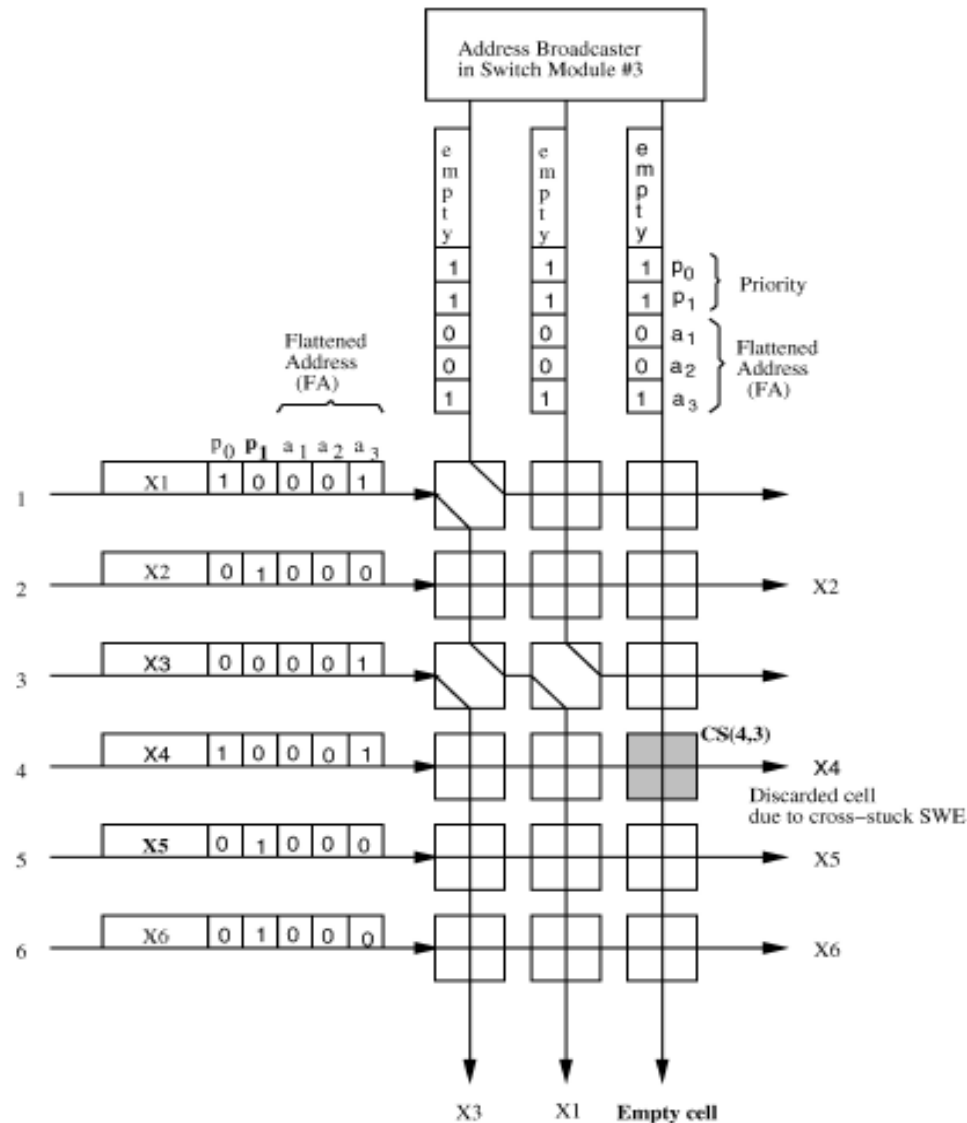 Address Broadcaster
in Switch Module #3
empty empty empty
1 1 1 p0
1 1 1 p1
Priority
0 0 0 a1
0 0 0 a2
1 1 1 a3
Flattened
Address
(FA)
Flattened
Address
(FA)
p0 p1 a1 a2 a3
1 X1 1 0 0 0 1
2 X2 0 1 0 0 0 X2
3 X3 0 0 0 0 1
CS(4,3)
4 X4 1 0 0 0 1 X4
Discarded cell
due to cross-stuck SWE
5 X5 0 1 0 0 0 X5
6 X6 0 1 0 0 0 X6
X3 X1 Empty cell